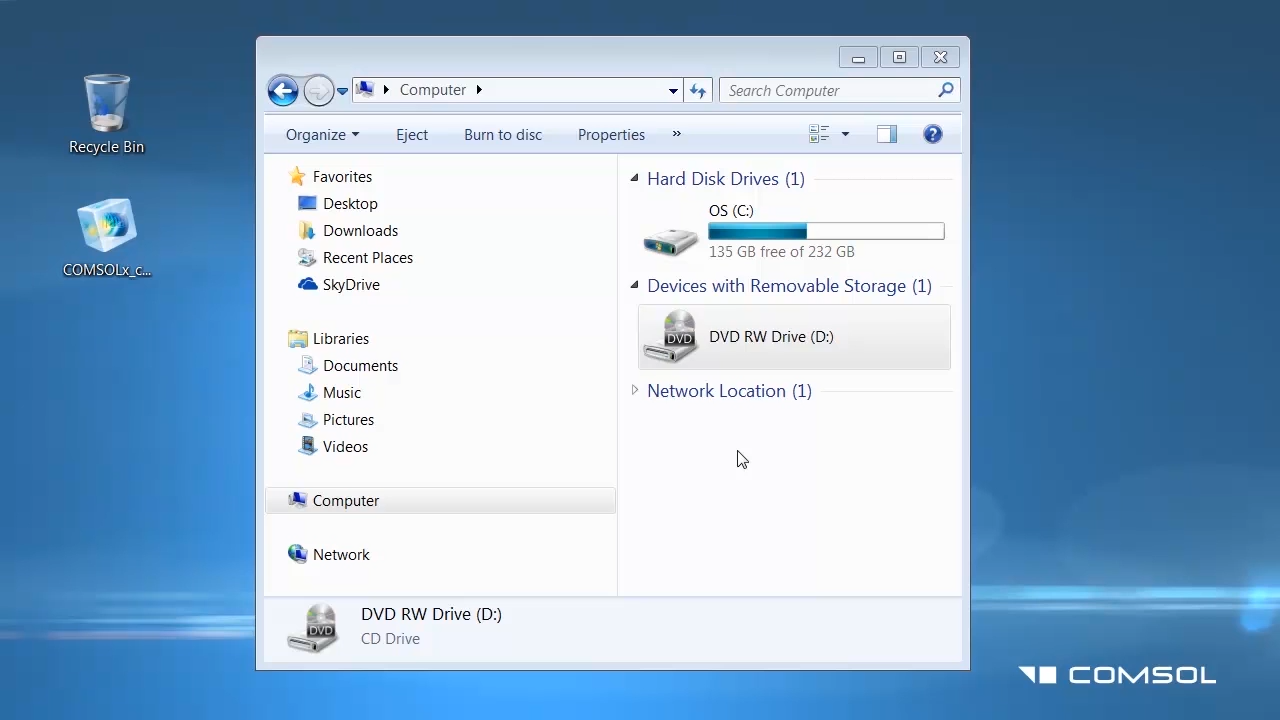 Recycle Bin
COMSOLx_c...
Computer
Search Computer
Organize
Eject
Burn to disc
Properties
»
?
Favorites
Desktop
Downloads
Recent Places
SkyDrive
Libraries
Documents
Music
Pictures
Videos
Computer
Network
Hard Disk Drives (1)
OS (C:)
135 GB free of 232 GB
Devices with Removable Storage (1)
DVD
DVD RW Drive (D:)
Network Location (1)
DVD
DVD RW Drive (D:)
CD Drive
COMSOL